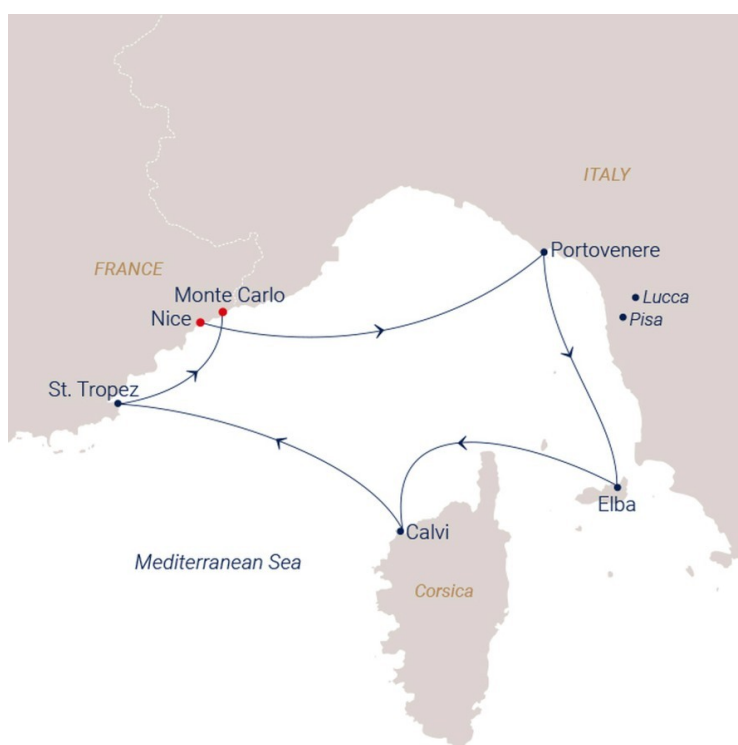 ITALY
Portovenere
FRANCE
Monte Carlo
Lucca
Nice
Pisa
St. Tropez
Elba
Calvi
Mediterranean Sea
Corsica